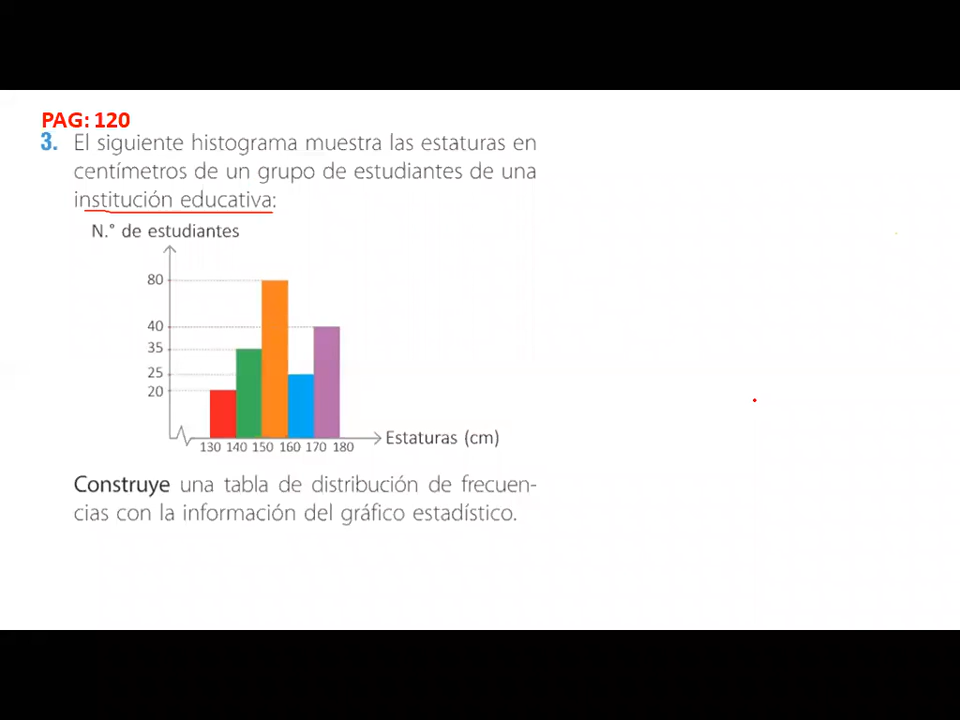 PAG: 120
3. El siguiente histograma muestra las estaturas en
centímetros de un grupo de estudiantes de una
institución educativa:
N.° de estudiantes
80
40
35
25
20
130 140 150 160 170 180
Estaturas (cm)
Construye una tabla de distribución de frecuen-
cias con la información del gráfico estadístico.